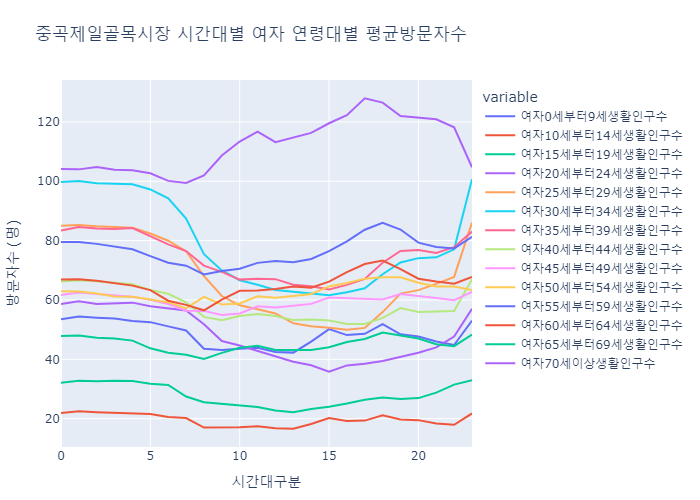 중곡제일골목시장 시간대별 여자 연령대별 평균방문자수
variable
여자0세부터9세생활인구수
여자10세부터14세생활인구수
여자15세부터19세생활인구수
여자20세부터24세생활인구수
여자25세부터29세생활인구수
여자30세부터34세생활인구수
여자35세부터39세생활인구수
여자40세부터44세생활인구수
여자45세부터49세생활인구수
여자50세부터54세생활인구수
여자55세부터59세생활인구수
여자60세부터64세생활인구수
여자65세부터69세생활인구수
여자70세이상생활인구수
방문자수 ( 명)
120
100
80
60
40
20
0
5
10
15
20
시간대구분